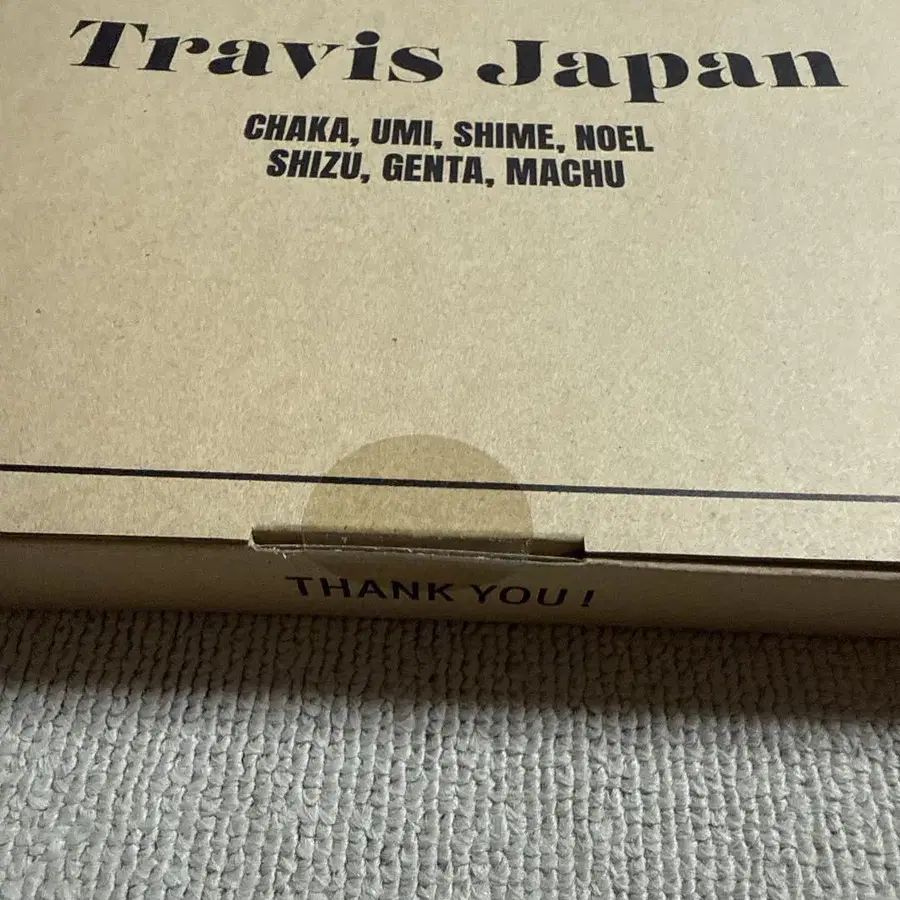 Travis Japan
CHAKA, UMI, SHIME, NOEL
SHIZU, GENTA, MACHU
THANK YOU!